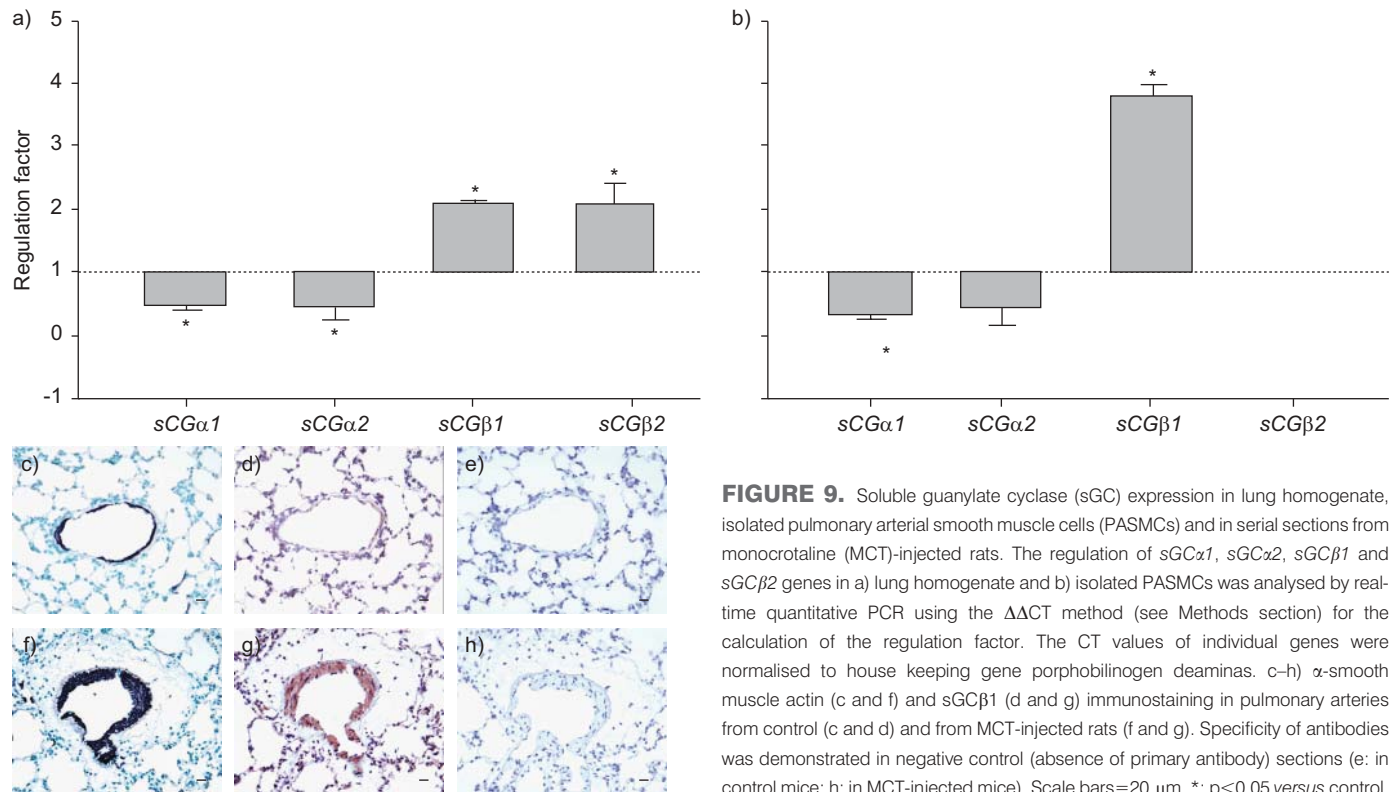 a)
5
4
3
2
1
0
-1
Regulation factor
*
*
*
*
sCGα1 sCGα2 sCGβ1 sCGβ2
b)
*
*
sCGα1 sCGα2 sCGβ1 sCGβ2
c) d) e)
f) g) h)
FIGURE 9. Soluble guanylate cyclase (sGC) expression in lung homogenate,
isolated pulmonary arterial smooth muscle cells (PASMCs) and in serial sections from
monocrotaline (MCT)-injected rats. The regulation of sGCα1, sGCα2, sGCβ1 and
sGCβ2 genes in a) lung homogenate and b) isolated PASMCs was analysed by real-
time quantitative PCR using the ΔΔCT method (see Methods section) for the
calculation of the regulation factor. The CT values of individual genes were
normalised to house keeping gene porphobilinogen deaminas. c–h) α-smooth
muscle actin (c and f) and sGCβ1 (d and g) immunostaining in pulmonary arteries
from control (c and d) and from MCT-injected rats (f and g). Specificity of antibodies
was demonstrated in negative control (absence of primary antibody) sections (e: in
control mice; h: in MCT-injected mice). Scale bars=20 μm. *: p<0.05 versus control.